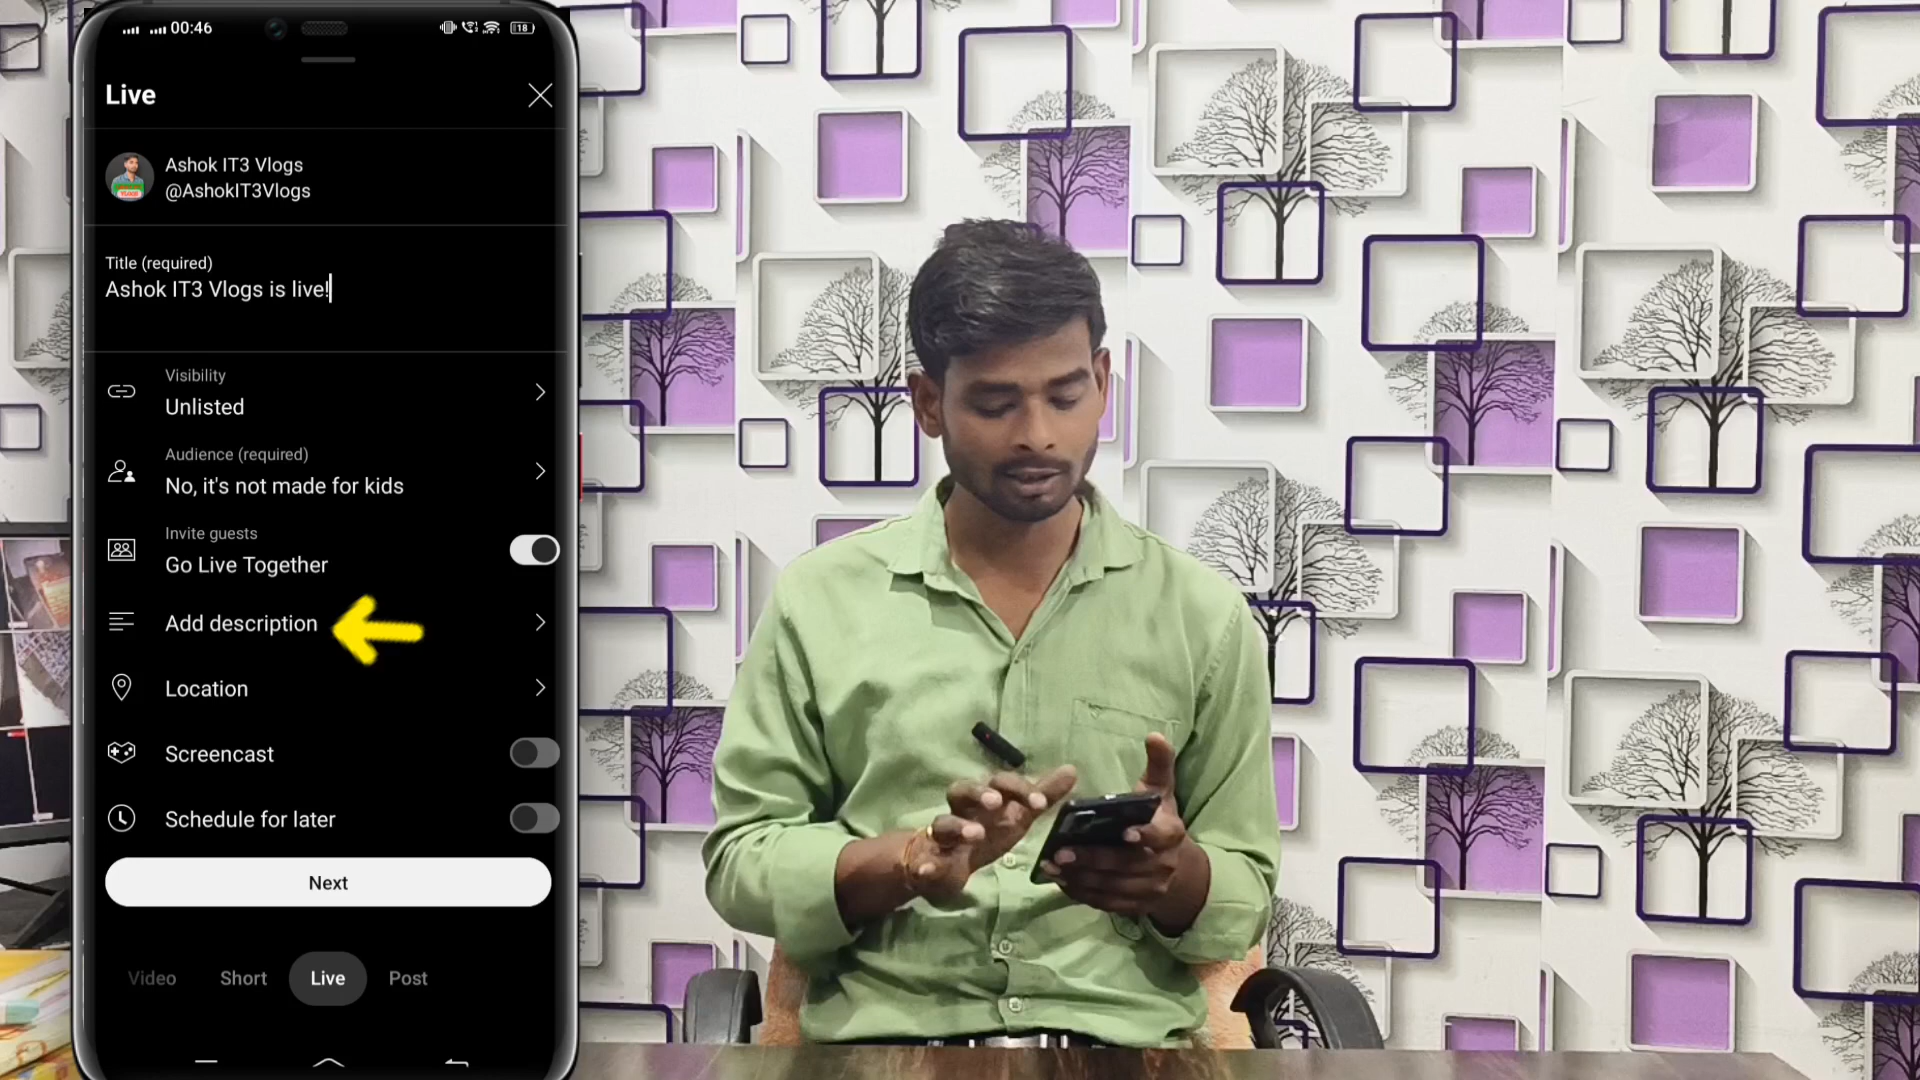 00:46
18
Live
Ashok IT3 Vlogs
@AshokIT3Vlogs
Title (required)
Ashok IT3 Vlogs is live!
Visibility
Unlisted
Audience (required)
No, it's not made for kids
Invite guests
Go Live Together
Add description
Location
Screencast
Schedule for later
Next
Video
Short
Live
Post